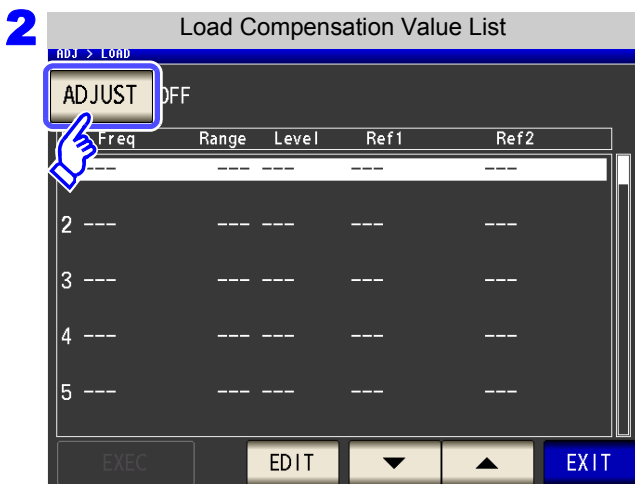 2
Load Compensation Value List
ADJ > LOAD
ADJUST OFF
Freq Range Level Ref1 Ref2
--- --- --- --- ---
2 --- --- --- --- ---
3 --- --- --- --- ---
4 --- --- --- --- ---
5 --- --- --- --- ---
EXEC EDIT ▼ ▲ EXIT